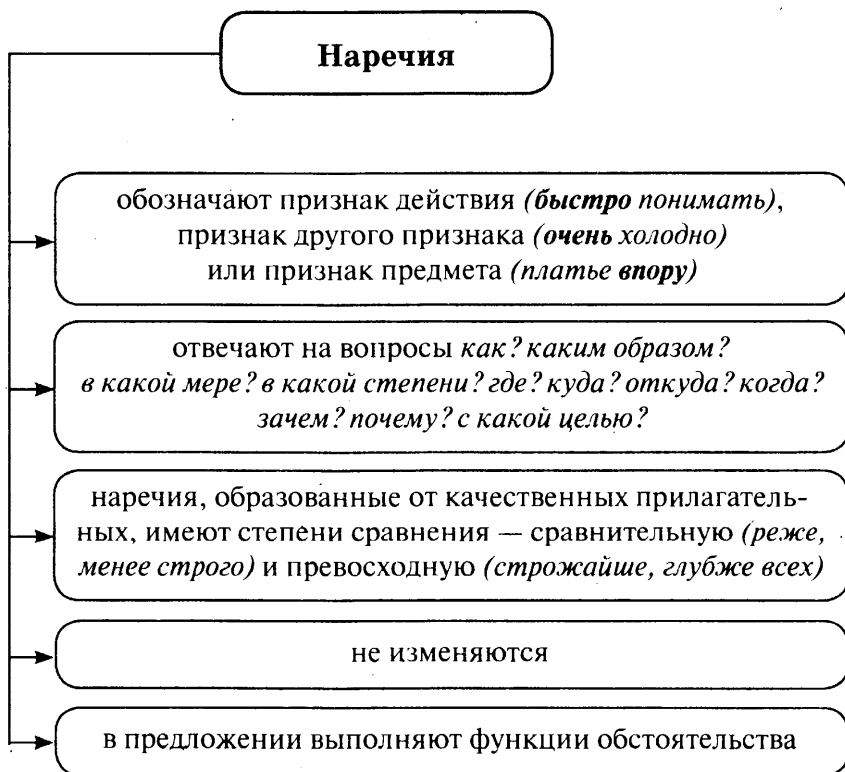 Наречия
обозначают признак действия (быстро понимать),
признак другого признака (очень холодно)
или признак предмета (платье впору)
отвечают на вопросы как? каким образом?
в какой мере? в какой степени? где? куда? откуда? когда?
зачем? почему? с какой целью?
наречия, образованные от качественных прилагатель-
ных, имеют степени сравнения — сравнительную (реже,
менее строго) и превосходную (строжайше, глубже всех)
не изменяются
в предложении выполняют функции обстоятельства